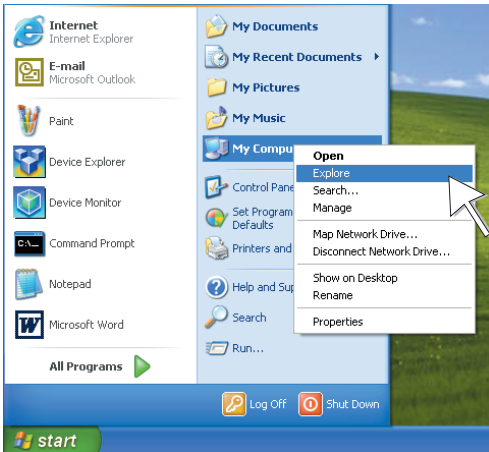 Internet
Internet Explorer
E-mail
Microsoft Outlook
Paint
Device Explorer
Device Monitor
Command Prompt
Notepad
Microsoft Word
All Programs
My Documents
My Recent Documents
My Pictures
My Music
My Compu
Control Pane
Set Program
Defaults
Printers and
Help and Sup
Search
Run...
Open
Explore
Search...
Manage
Map Network Drive...
Disconnect Network Drive...
Show on Desktop
Rename
Properties
Log Off
Shut Down
start